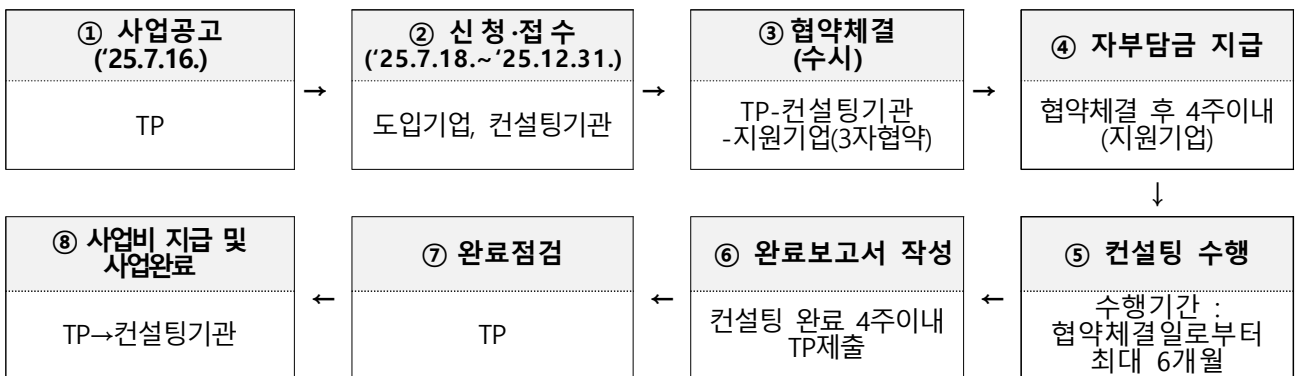 ① 사업공고
(‘25.7.16.)
TP
→
② 신 청·접 수
(‘25.7.18.~‘25.12.31.)
도입기업, 컨설팅기관
→
③ 협약체결
(수시)
TP-컨설팅기관
-지원기업(3자협약)
→
④ 자부담금 지급
협약체결 후 4주이내
(지원기업)
↓
⑤ 컨설팅 수행
수행기간 :
협약체결일로부터
최대 6개월
←
⑥ 완료보고서 작성
컨설팅 완료 4주이내
TP제출
←
⑦ 완료점검
TP
←
⑧ 사업비 지급 및
사업완료
TP→컨설팅기관